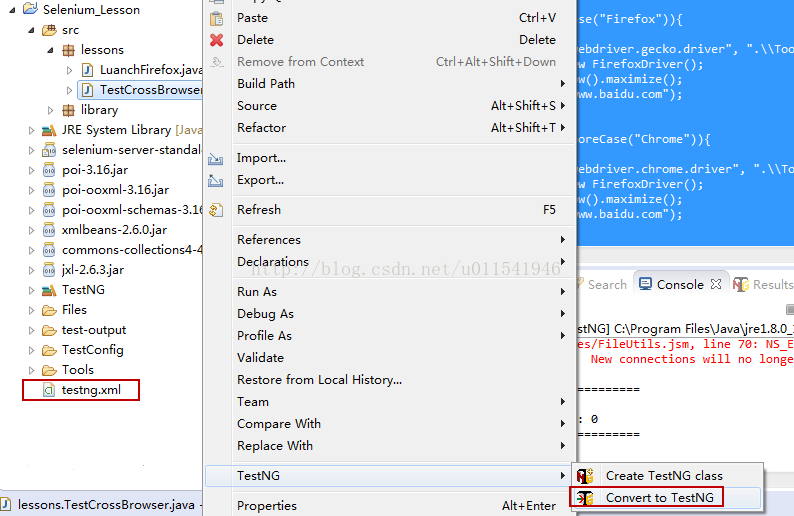 Selenium_Lesson
src
lessons
LuanchFirefox.java
TestCrossBrowser
library
JRE System Library [Java
selenium-server-standal
poi-3.16.jar
poi-ooxml-3.16.jar
poi-ooxml-schemas-3.16
xmlbeans-2.6.0.jar
commons-collections4-4
jxl-2.6.3.jar
TestNG
Files
test-output
TestConfig
Tools
testng.xml
lessons.TestCrossBrowser.java -
Paste Ctrl+V
Delete Delete
Remove from Context Ctrl+Alt+Shift+Down
Build Path
Source Alt+Shift+S
Refactor Alt+Shift+T
Import...
Export...
Refresh F5
References
Declarations
http://blog.csdn.net/u011541946
Run As
Debug As
Profile As
Validate
Restore from Local History...
Team
Compare With
Replace With
TestNG
Properties Alt+Enter
Create TestNG class
Convert to TestNG
ase("Firefox")){
ebdriver.gecko.driver", ".\\Too
w FirefoxDriver();
ow().maximize();
ww.baidu.com");
oreCase("Chrome")){
ebdriver.chrome.driver", ".\\To
w FirefoxDriver();
ow().maximize();
ww.baidu.com");
Search Console Results
stNG] C:\Program Files\Java\jre1.8.0_
es/FileUtils.jsm, line 70: NS_E
New connections will no longe
=========
: 0
=========